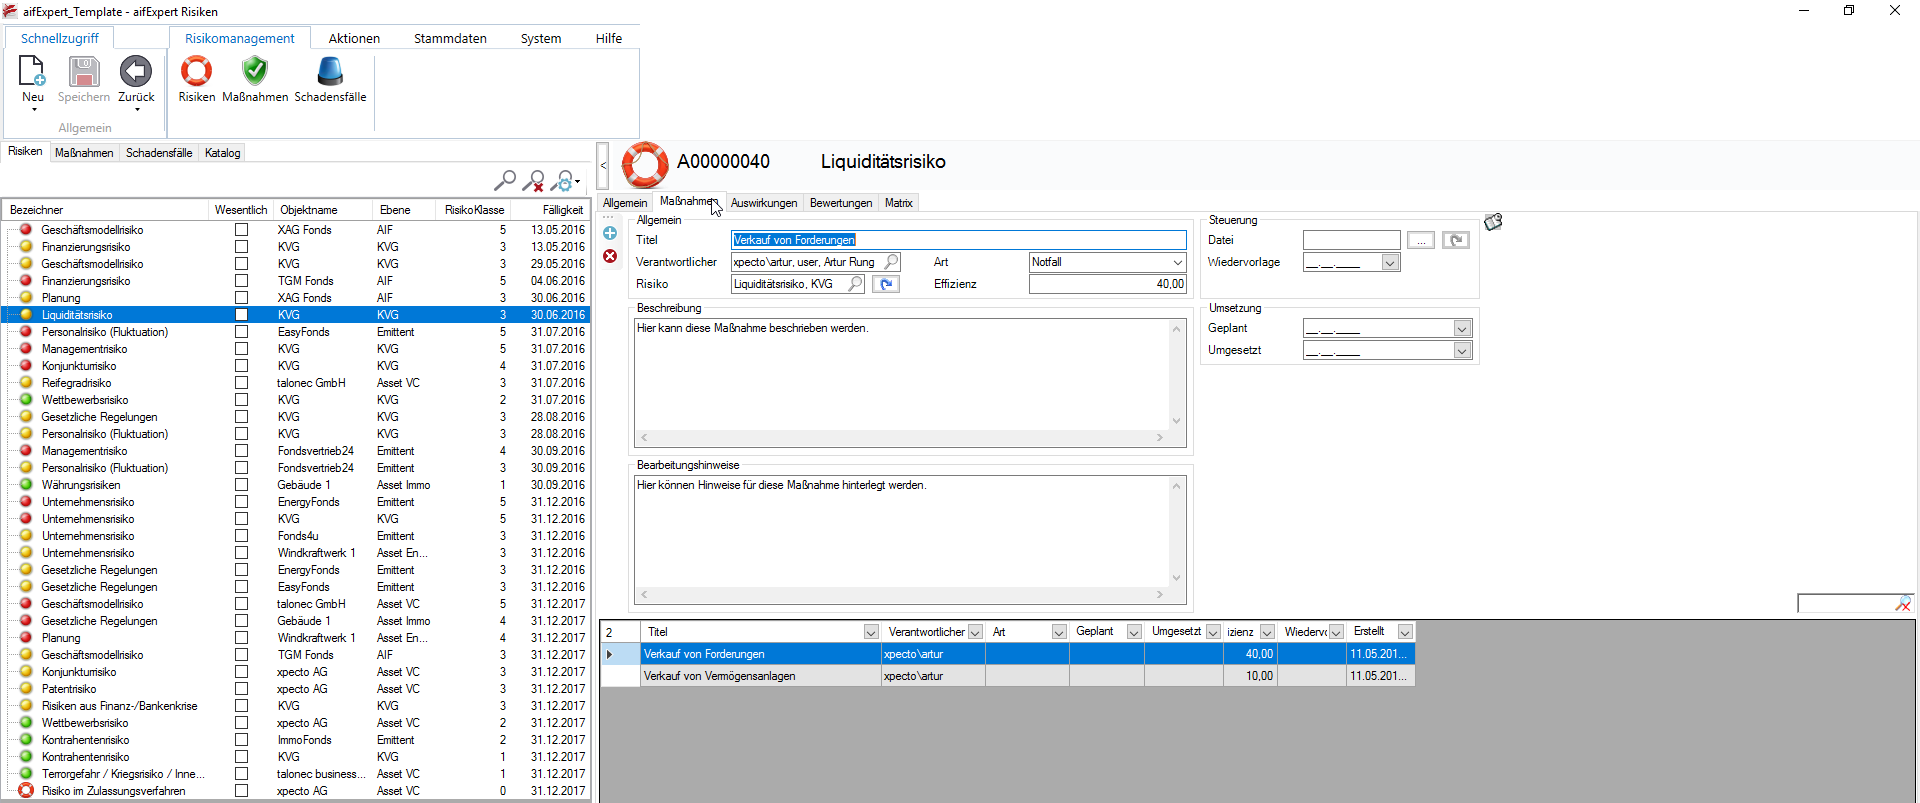 aifExpert_Template - aifExpert Risiken
Schnellzugriff
Risikomanagement Aktionen Stammdaten System Hilfe
Neu Speichern Zurück Risiken Maßnahmen Schadensfälle
Allgemein
Risiken Maßnahmen Schadensfälle Katalog
Bezeichner Wesentlich Objektname Ebene RisikoKlasse Fälligkeit
Geschäftsmodellrisiko XAG Fonds AIF 5 13.05.2016
Finanzierungsrisiko KVG KVG 3 13.05.2016
Geschäftsmodellrisiko KVG KVG 3 29.05.2016
Finanzierungsrisiko TGM Fonds AIF 5 04.06.2016
Planung XAG Fonds AIF 3 30.06.2016
Liquiditätsrisiko KVG KVG 3 30.06.2016
Personalrisiko (Fluktuation) EasyFonds Emittent 5 31.07.2016
Managementrisiko KVG KVG 5 31.07.2016
Konjunkturrisiko KVG KVG 4 31.07.2016
Reifegradrisiko talonec GmbH Asset VC 3 31.07.2016
Wettbewerbsrisiko KVG KVG 2 31.07.2016
Gesetzliche Regelungen KVG KVG 3 28.08.2016
Personalrisiko (Fluktuation) KVG KVG 3 28.08.2016
Managementrisiko Fondsvertrieb24 Emittent 4 30.09.2016
Personalrisiko (Fluktuation) Fondsvertrieb24 Emittent 3 30.09.2016
Währungsrisiken Gebäude 1 Asset Immo 1 30.09.2016
Unternehmensrisiko EnergyFonds Emittent 5 31.12.2016
Unternehmensrisiko KVG KVG 5 31.12.2016
Unternehmensrisiko Fonds4u Emittent 3 31.12.2016
Unternehmensrisiko Windkraftwerk 1 Asset En... 3 31.12.2016
Gesetzliche Regelungen EnergyFonds Emittent 3 31.12.2016
Gesetzliche Regelungen EasyFonds Emittent 3 31.12.2016
Geschäftsmodellrisiko talonec GmbH Asset VC 5 31.12.2017
Gesetzliche Regelungen Gebäude 1 Asset Immo 4 31.12.2017
Planung Windkraftwerk 1 Asset En... 4 31.12.2017
Geschäftsmodellrisiko TGM Fonds AIF 3 31.12.2017
Konjunkturrisiko xpecto AG Asset VC 3 31.12.2017
Patentrisiko xpecto AG Asset VC 3 31.12.2017
Risiken aus Finanz-/Bankenkrise KVG KVG 3 31.12.2017
Wettbewerbsrisiko xpecto AG Asset VC 2 31.12.2017
Kontrahentenrisiko ImmoFonds Emittent 2 31.12.2017
Kontrahentenrisiko KVG KVG 1 31.12.2017
Terrorgefahr / Kriegsrisiko / Inne... talonec business... Asset VC 1 31.12.2017
Risiko im Zulassungsverfahren xpecto AG Asset VC 0 31.12.2017
< A00000040 Liquiditätsrisiko
Allgemein Maßnahmen Auswirkungen Bewertungen Matrix
Allgemein
Titel Verkauf von Forderungen
Verantwortlicher xpecto\artur, user, Artur Rung Art Notfall
Risiko Liquiditätsrisiko, KVG Effizienz 40,00
Steuerung
Datei ...
Wiedervorlage __.__.____
Beschreibung
Hier kann diese Maßnahme beschrieben werden.
Umsetzung
Geplant __.__.____
Umgesetzt __.__.____
Bearbeitungshinweise
Hier können Hinweise für diese Maßnahme hinterlegt werden.
2 Titel Verantwortlicher Art Geplant Umgesetzt izienz Wiederv Erstellt
Verkauf von Forderungen xpecto\artur 40,00 11.05.201...
Verkauf von Vermögensanlagen xpecto\artur 10,00 11.05.201...